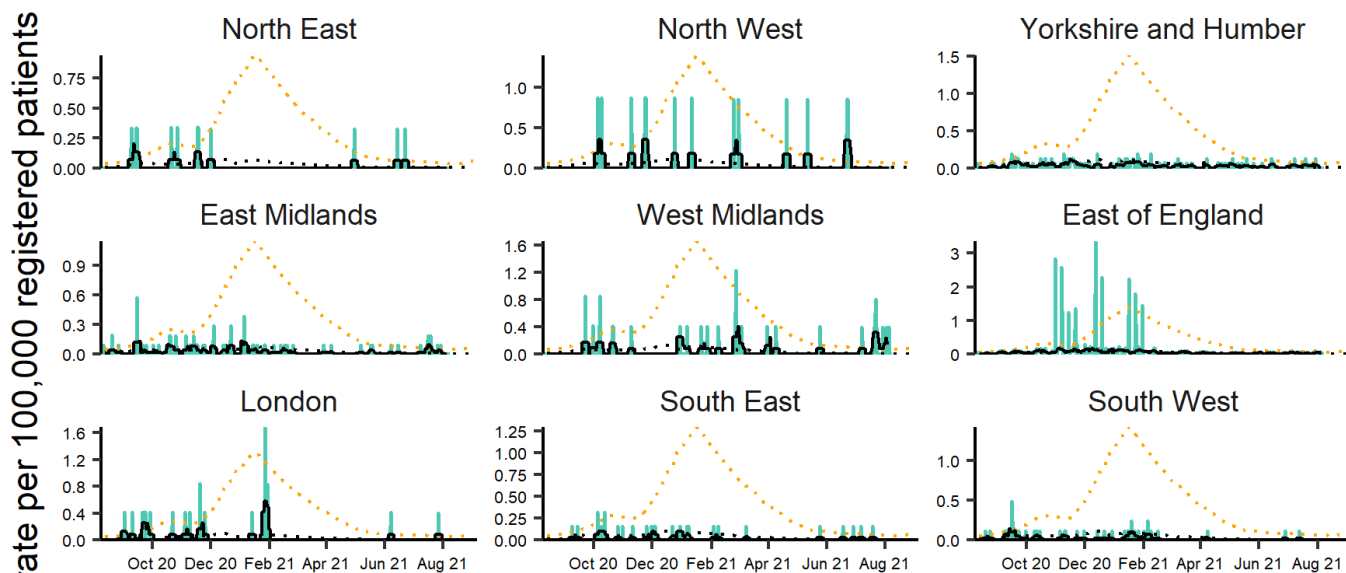 rate per 100,000 registered patients
North East
North West
Yorkshire and Humber
0.75
0.50
0.25
0.00
1.0
0.5
0.0
1.5
1.0
0.5
0.0
East Midlands
West Midlands
East of England
0.9
0.6
0.3
0.0
1.6
1.2
0.8
0.4
0.0
3
2
1
0
London
South East
South West
1.6
1.2
0.8
0.4
0.0
1.25
1.00
0.75
0.50
0.25
0.00
1.0
0.5
0.0
Oct 20 Dec 20 Feb 21 Apr 21 Jun 21 Aug 21
Oct 20 Dec 20 Feb 21 Apr 21 Jun 21 Aug 21
Oct 20 Dec 20 Feb 21 Apr 21 Jun 21 Aug 21